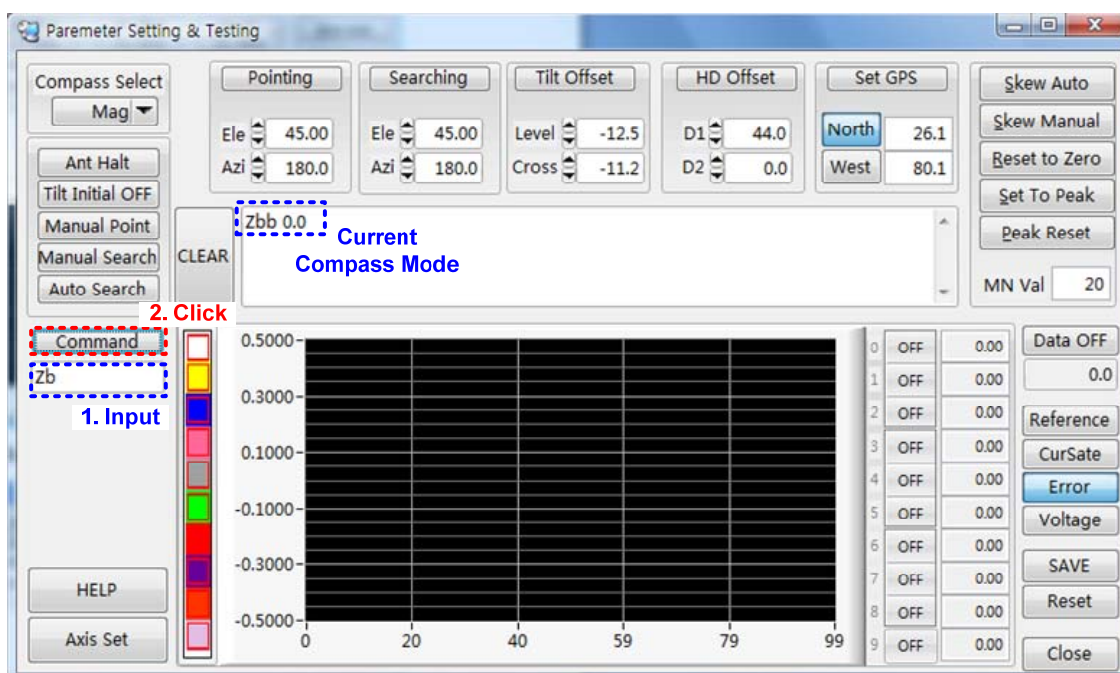 Paremeter Setting & Testing
Compass Select
Mag
Ant Halt
Tilt Initial OFF
Manual Point
Manual Search
Auto Search
Pointing
Ele 45.00
Azi 180.0
Searching
Ele 45.00
Azi 180.0
Tilt Offset
Level -12.5
Cross -11.2
HD Offset
D1 44.0
D2 0.0
Set GPS
North 26.1
West 80.1
Skew Auto
Skew Manual
Reset to Zero
Set To Peak
Peak Reset
MN Val 20
CLEAR
Zbb 0.0
Current
Compass Mode
2. Click
Command
Zb
1. Input
HELP
Axis Set
0.5000
0.3000
0.1000
-0.1000
-0.3000
-0.5000
0 20 40 59 79 99
0 OFF 0.00
1 OFF 0.00
2 OFF 0.00
3 OFF 0.00
4 OFF 0.00
5 OFF 0.00
6 OFF 0.00
7 OFF 0.00
8 OFF 0.00
9 OFF 0.00
Data OFF
0.0
Reference
CurSate
Error
Voltage
SAVE
Reset
Close